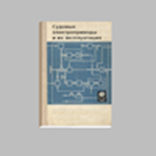 Судовые
электроприводы
и их эксплуатация